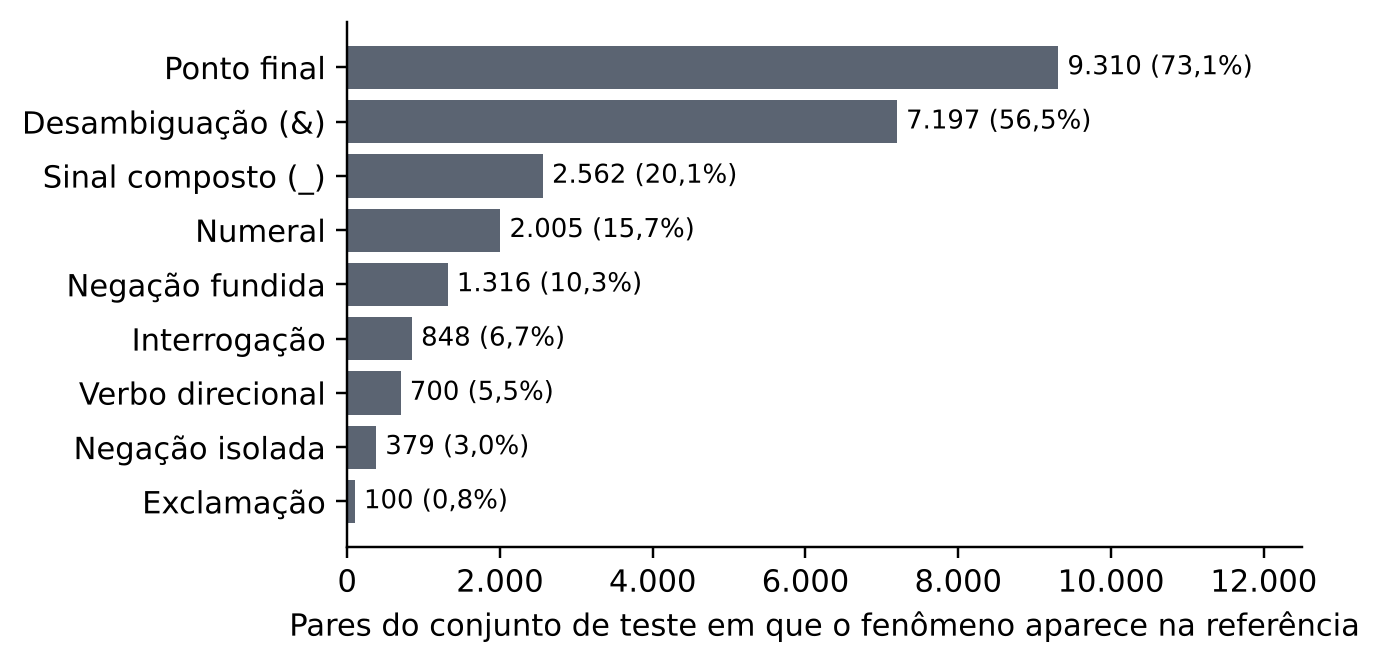 Ponto final 9.310 (73,1%)
Desambiguação (&) 7.197 (56,5%)
Sinal composto (_) 2.562 (20,1%)
Numeral 2.005 (15,7%)
Negação fundida 1.316 (10,3%)
Interrogação 848 (6,7%)
Verbo direcional 700 (5,5%)
Negação isolada 379 (3,0%)
Exclamação 100 (0,8%)
0 2.000 4.000 6.000 8.000 10.000 12.000
Pares do conjunto de teste em que o fenômeno aparece na referência